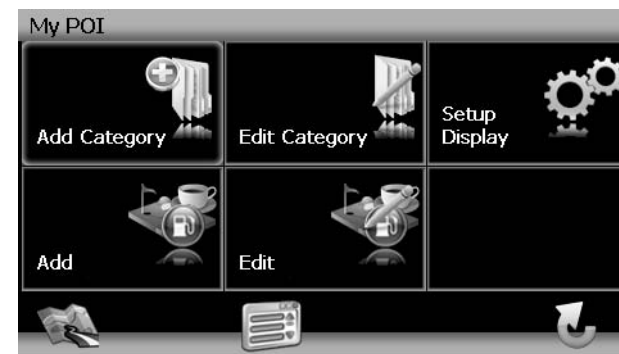 My POI
Add Category
Edit Category
Setup
Display
Add
Edit